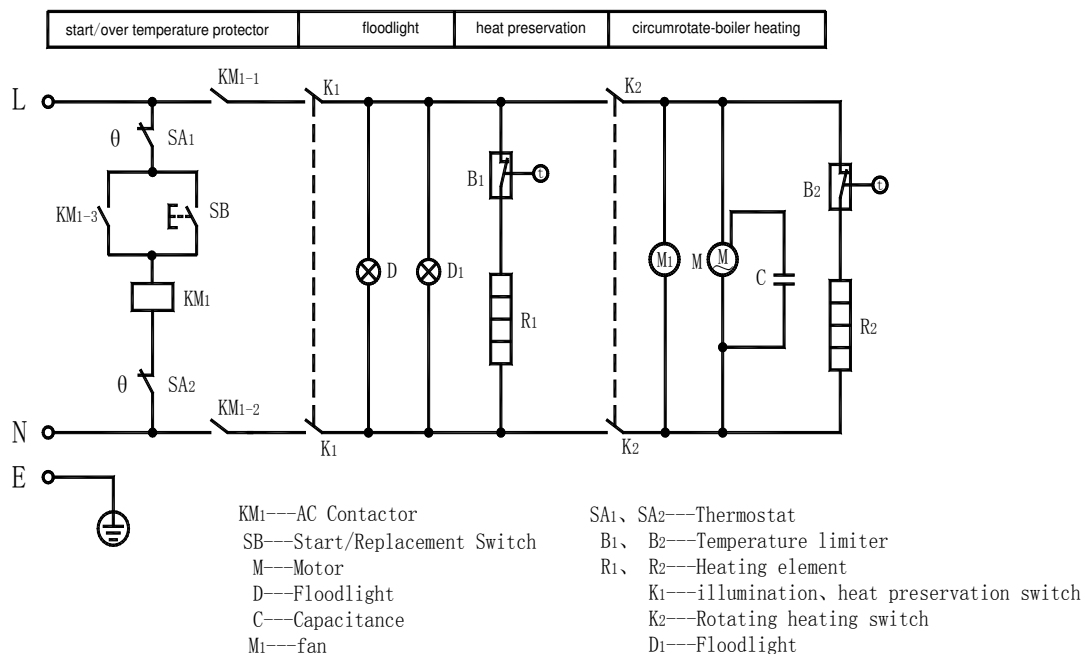 start/over temperature protector floodlight heat preservation circumrotate-boiler heating
KM1-1 K1 K2
L
θ SA1
B1 t B2 t
KM1-3 SB
D D1 M1 M M C
KM1 R1 R2
θ SA2
KM1-2
N
K1 K2
E
KM1---AC Contactor
SB---Start/Replacement Switch
M---Motor
D---Floodlight
C---Capacitance
M1---fan
SA1、SA2---Thermostat
B1、 B2---Temperature limiter
R1、 R2---Heating element
K1---illumination、heat preservation switch
K2---Rotating heating switch
D1---Floodlight